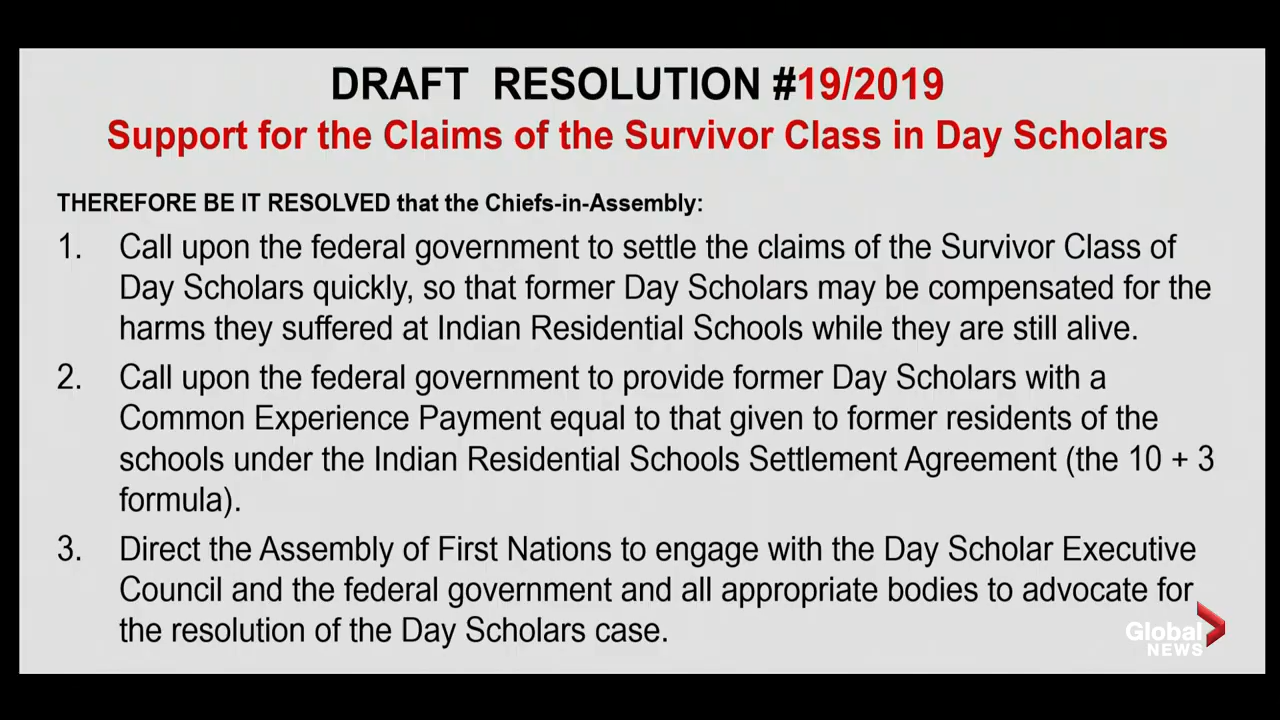 DRAFT RESOLUTION #19/2019
Support for the Claims of the Survivor Class in Day Scholars
THEREFORE BE IT RESOLVED that the Chiefs-in-Assembly:
1. Call upon the federal government to settle the claims of the Survivor Class of
Day Scholars quickly, so that former Day Scholars may be compensated for the
harms they suffered at Indian Residential Schools while they are still alive.
2. Call upon the federal government to provide former Day Scholars with a
Common Experience Payment equal to that given to former residents of the
schools under the Indian Residential Schools Settlement Agreement (the 10 + 3
formula).
3. Direct the Assembly of First Nations to engage with the Day Scholar Executive
Council and the federal government and all appropriate bodies to advocate for
the resolution of the Day Scholars case.
Global
NEWS